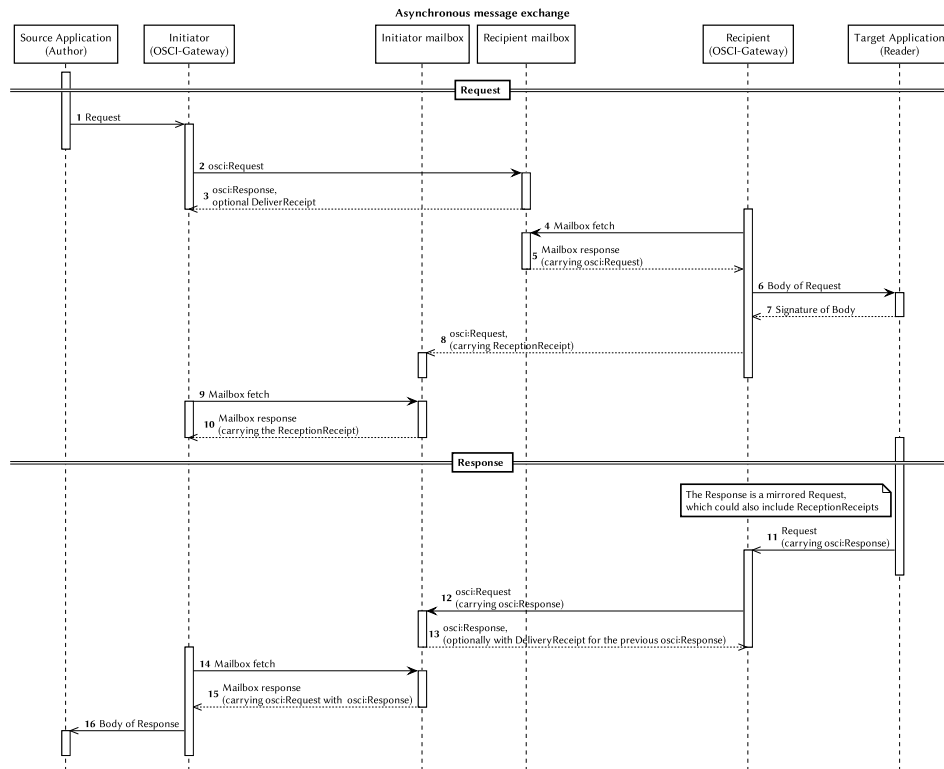 Asynchronous message exchange
Source Application
(Author)
Initiator
(OSCI-Gateway)
Initiator mailbox
Recipient mailbox
Recipient
(OSCI-Gateway)
Target Application
(Reader)
Request
1 Request
2 osci:Request
3 osci:Response,
optional DeliverReceipt
4 Mailbox fetch
5 Mailbox response
(carrying osci:Request)
6 Body of Request
7 Signature of Body
8 osci:Request,
(carrying ReceptionReceipt)
9 Mailbox fetch
10 Mailbox response
(carrying the ReceptionReceipt)
Response
The Response is a mirrored Request,
which could also include ReceptionReceipts
11 Request
(carrying osci:Response)
12 osci:Request
(carrying osci:Response)
13 osci:Response,
(optionally with DeliveryReceipt for the previous osci:Response)
14 Mailbox fetch
15 Mailbox response
(carrying osci:Request with osci:Response)
16 Body of Response